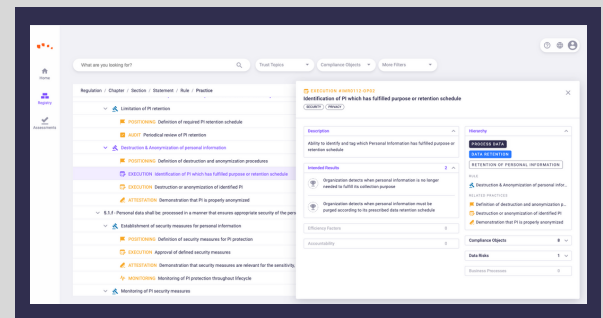 What are you looking for?
Trust Topics
Compliance Objects
More Filters
Home
Registry
Assessments
Regulation / Chapter / Section / Statement / Rule / Practice
Limitation of PI retention
POSITIONING Definition of required PI retention schedule
AUDIT Periodical review of PI retention
Destruction & Anonymization of personal information
POSITIONING Definition of destruction and anonymization procedures
EXECUTION Identification of PI which has fulfilled purpose or retention schedule
EXECUTION Destruction or anonymization of identified PI
ATTESTATION Demonstration that PI is properly anonymized
Personal data shall be processed in a manner that ensures appropriate security of the pers
Establishment of security measures for personal information
POSITIONING Definition of security measures for PI protection
EXECUTION Approval of defined security measures
ATTESTATION Demonstration that security measures are relevant for the sensitivity,
MONITORING Monitoring of PI protection throughout lifecycle
Monitoring of PI security measures
Identification of PI which has fulfilled purpose or retention schedule
SECURITY PRIVACY
Description
Ability to identify and tag which Personal Information has fulfilled purpose or
retention schedule
Intended Results 2
Organization detects when personal information is no longer
needed to fulfill its collection purpose
Organization detects when personal information must be
purged according to its prescribed data retention schedule
Efficiency Factors 0
Accountability 0
Hierarchy
PROCESS DATA
DATA RETENTION
RETENTION OF PERSONAL INFORMATION
RULE
Destruction & Anonymization of personal infor...
RELATED PRACTICES
Definition of destruction and anonymization p...
Destruction or anonymization of identified PI
Demonstration that PI is properly anonymized
Compliance Objects 8
Data Risks 1
Business Processes 0